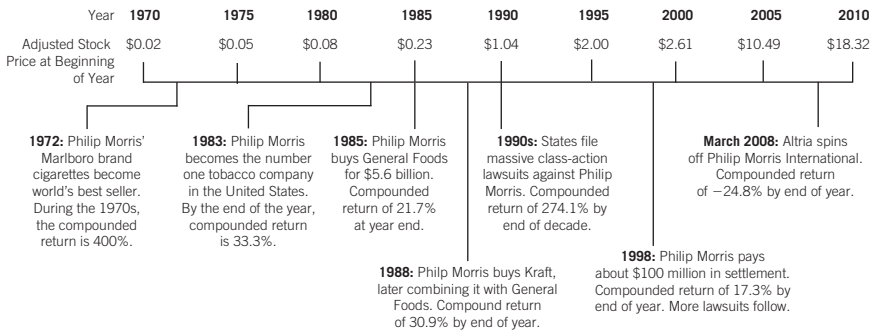 Year 1970 1975 1980 1985 1990 1995 2000 2005 2010
Adjusted Stock $0.02 $0.05 $0.08 $0.23 $1.04 $2.00 $2.61 $10.49 $18.32
Price at Beginning
of Year
1972: Philip Morris’
Marlboro brand
cigarettes become
world’s best seller.
During the 1970s,
the compounded
return is 400%.
1983: Philip Morris
becomes the number
one tobacco company
in the United States.
By the end of the year,
compounded return
is 33.3%.
1985: Philip Morris
buys General Foods
for $5.6 billion.
Compounded
return of 21.7%
at year end.
1988: Philp Morris buys Kraft,
later combining it with General
Foods. Compound return
of 30.9% by end of year.
1990s: States file
massive class-action
lawsuits against Philip
Morris. Compounded
return of 274.1% by
end of decade.
1998: Philip Morris pays
about $100 million in settlement.
Compounded return of 17.3% by
end of year. More lawsuits follow.
March 2008: Altria spins
off Philip Morris International.
Compounded return
of −24.8% by end of year.